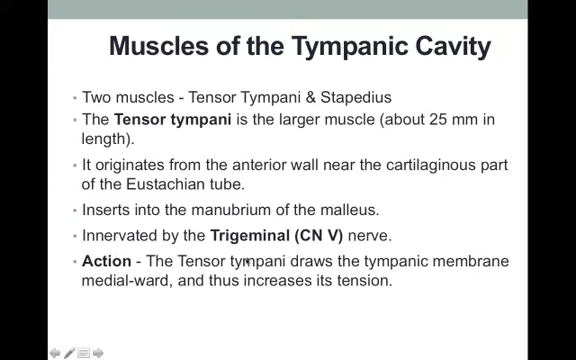 Muscles of the Tympanic Cavity
• Two muscles - Tensor Tympani & Stapedius
• The Tensor tympani is the larger muscle (about 25 mm in
length).
• It originates from the anterior wall near the cartilaginous part
of the Eustachian tube.
• Inserts into the manubrium of the malleus.
• Innervated by the Trigeminal (CN V) nerve.
• Action - The Tensor tympani draws the tympanic membrane
medial-ward, and thus increases its tension.